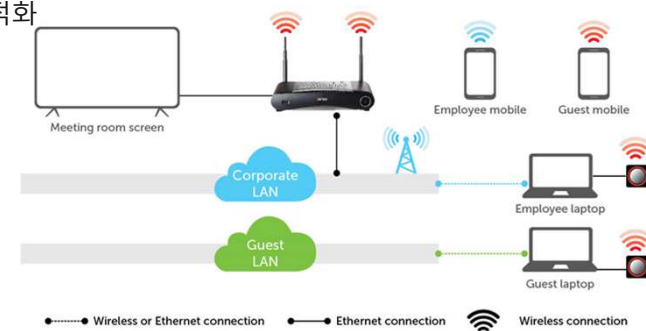 적화
Employee mobile
Guest mobile
Meeting room screen
Corporate
LAN
Employee laptop
Guest
LAN
Guest laptop
Wireless or Ethernet connection
Ethernet connection
Wireless connection